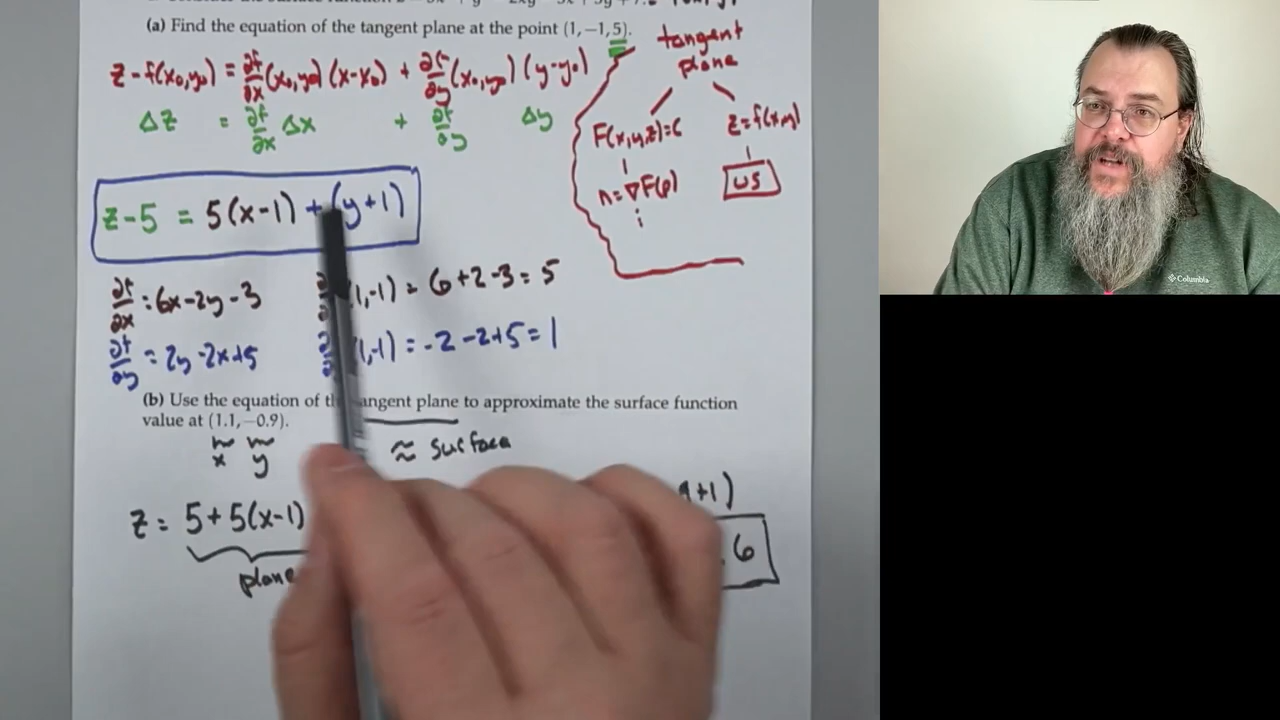 (a) Find the equation of the tangent plane at the point (1, −1, 5).
tangent
plane
z - f(x₀,y₀) = ∂f/∂x (x₀,y₀) (x-x₀) + ∂f/∂y (x₀,y₀) (y-y₀)
Δz = ∂f/∂x Δx + ∂f/∂y Δy
F(x,y,z)=c
z=f(x,y)
n=∇F(p)
us
z-5 = 5(x-1) + (y+1)
∂f/∂x = 6x-2y-3
(1,-1) = 6+2-3 = 5
∂f/∂y = 2y-2x+5
(1,-1) = -2-2+5 = 1
(b) Use the equation of tangent plane to approximate the surface function
value at (1.1, −0.9).
x y
≈ surface
z = 5+5(x-1)
+1)
plane
.6
Columbia